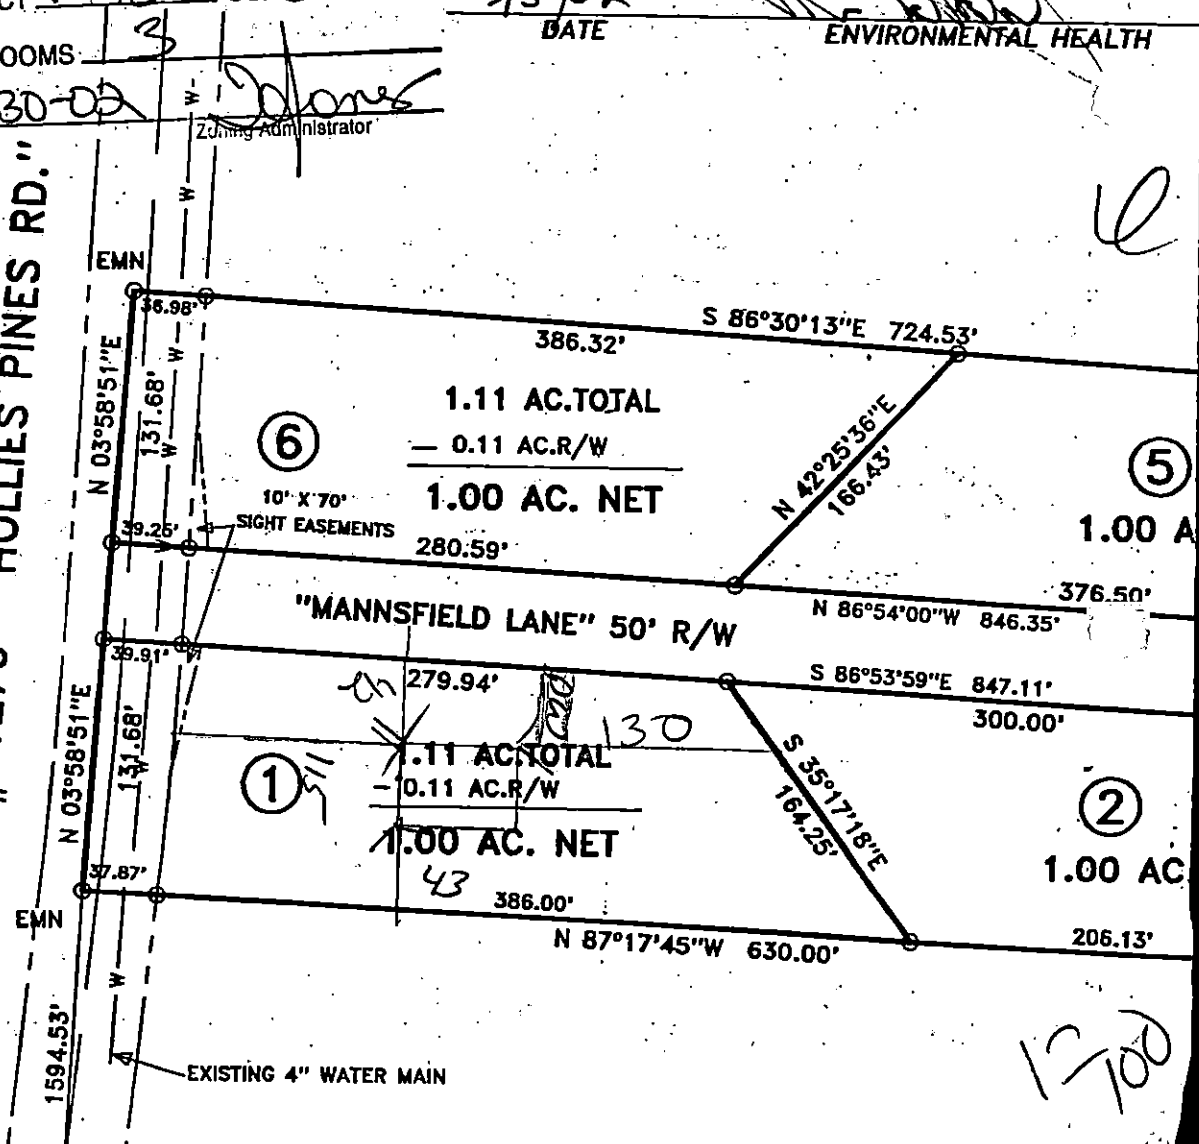 DATE
ENVIRONMENTAL HEALTH
OOMS 3
30-02
Zoning Administrator
HOLLIES PINES RD."
6
EMN
36.98'
S 86°30'13"E 724.53'
386.32'
N 03°58'51"E
131.68'
W
W
W
W
1.11 AC.TOTAL
— 0.11 AC.R/W
1.00 AC. NET
6
N 42°25'36"E
166.43'
5
1.00 A
10' X 70'
SIGHT EASEMENTS
39.25'
280.59'
376.50'
N 86°54'00"W 846.35'
"MANNSFIELD LANE" 50' R/W
39.91'
279.94'
S 86°53'59"E 847.11'
300.00'
130
N 03°58'51"E
131.68'
W
1
1.11 AC.TOTAL
- 0.11 AC.R/W
1.00 AC. NET
S 35°17'18"E
164.25'
2
1.00 AC.
37.87'
43
386.00'
EMN
N 87°17'45"W 630.00'
206.13'
W
1594.53'
EXISTING 4" WATER MAIN